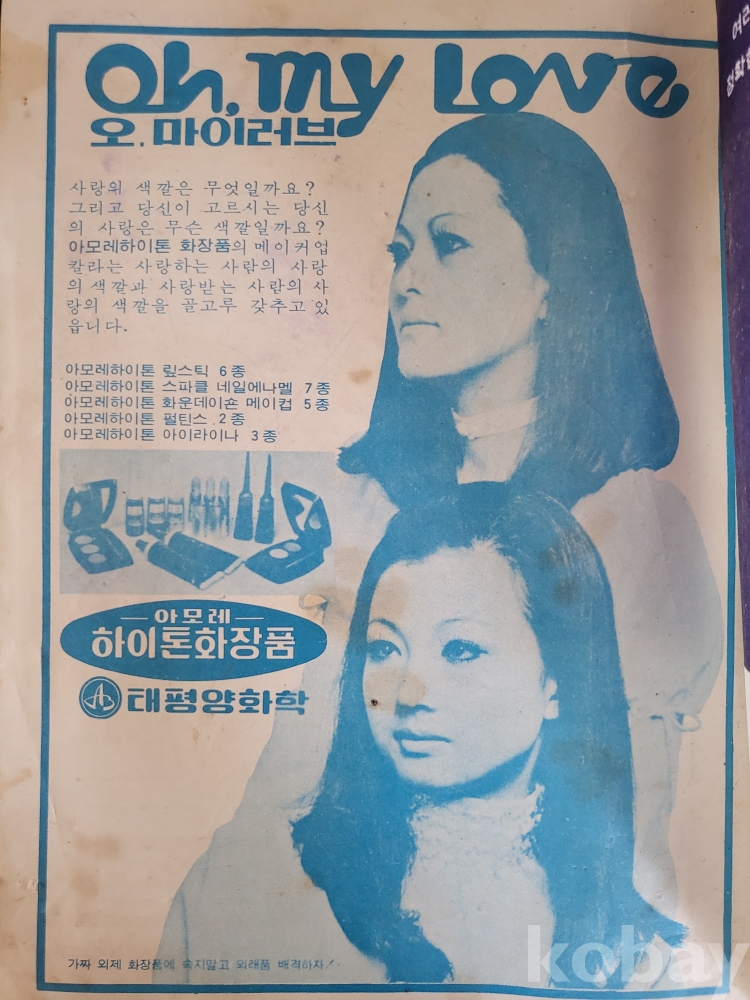 Oh, my Love
오. 마이러브
사랑의 색깔은 무엇일까요?
그리고 당신이 고르시는 당신
의 사랑은 무슨 색깔일까요?
아모레하이톤 화장품의 메이커업
칼라는 사랑하는 사람의 사랑
의 색깔과 사랑받는 사람의 사
랑의 색깔을 골고루 갖추고 있
읍니다.
아모레하이톤 맆스틱 6종
아모레하이톤 스파클 네일에나멜 7종
아모레하이톤 화운데이숀 메이컵 5종
아모레하이톤 펄틴스 2종
아모레하이톤 아이라이나 3종
아모레
하이톤화장품
태평양화학
가짜 외제 화장품에 속지말고 외래품 배격하자!
kobay